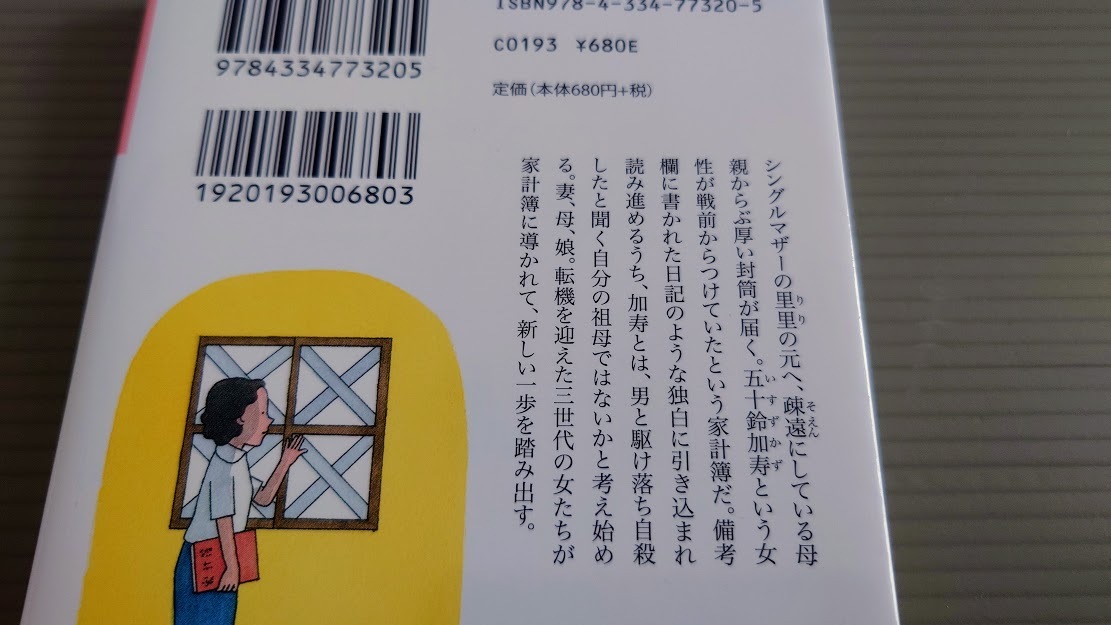 ISBN978-4-334-77320-5
C0193 ¥680E
定価(本体680円+税)
9784334773205
1920193006803
シングルマザーの里里の元へ、疎遠にしている母
親からぶ厚い封筒が届く。五十鈴加寿という女
性が戦前からつけていたという家計簿だ。備考
欄に書かれた日記のような独白に引き込まれ
読み進めるうち、加寿とは、男と駆け落ち自殺
したと聞く自分の祖母ではないかと考え始め
る。妻、母、娘。転機を迎えた三世代の女たちが
家計簿に導かれて、新しい一歩を踏み出す。